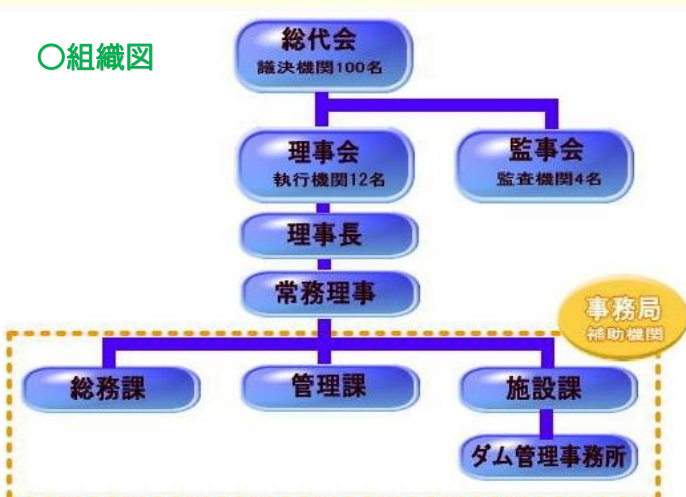 ○組織図
総代会
議決機関100名
理事会
執行機関12名
監事会
監査機関4名
理事長
常務理事
事務局
補助機関
総務課
管理課
施設課
ダム管理事務所